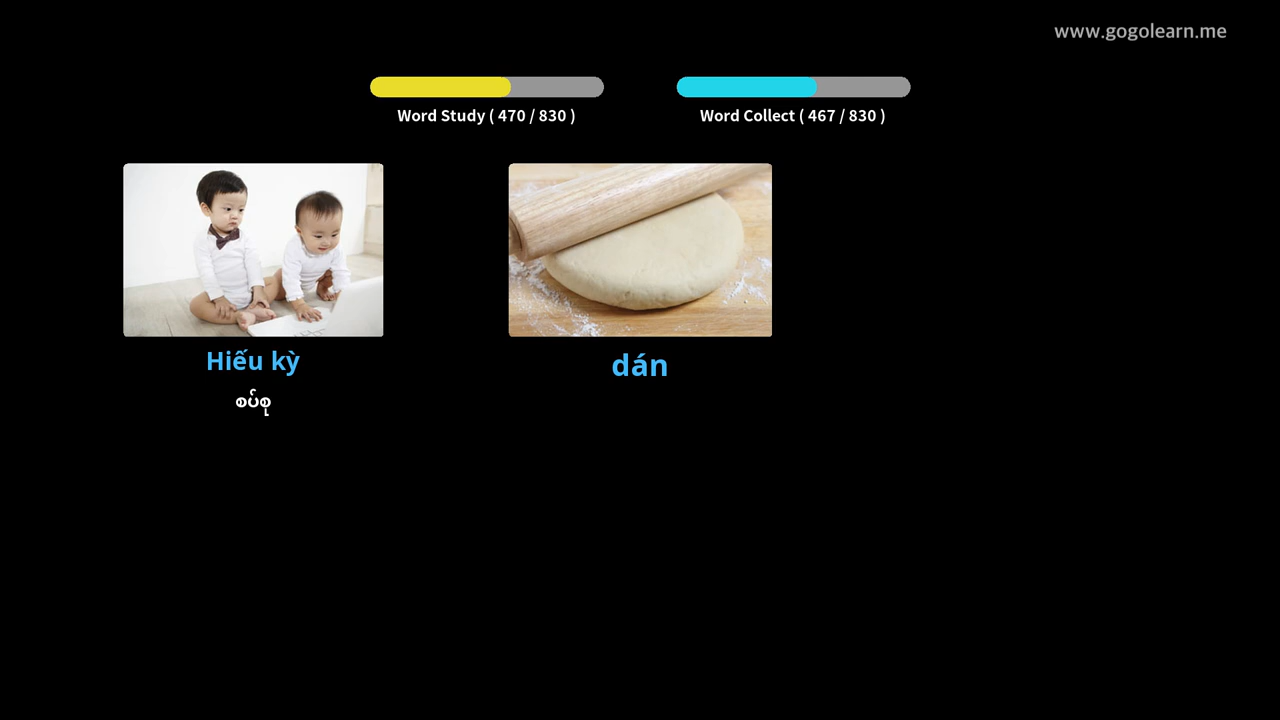 www.gogolearn.me
Word Study ( 470 / 830 )
Word Collect ( 467 / 830 )
Hiếu kỳ
စပ်စု
dán